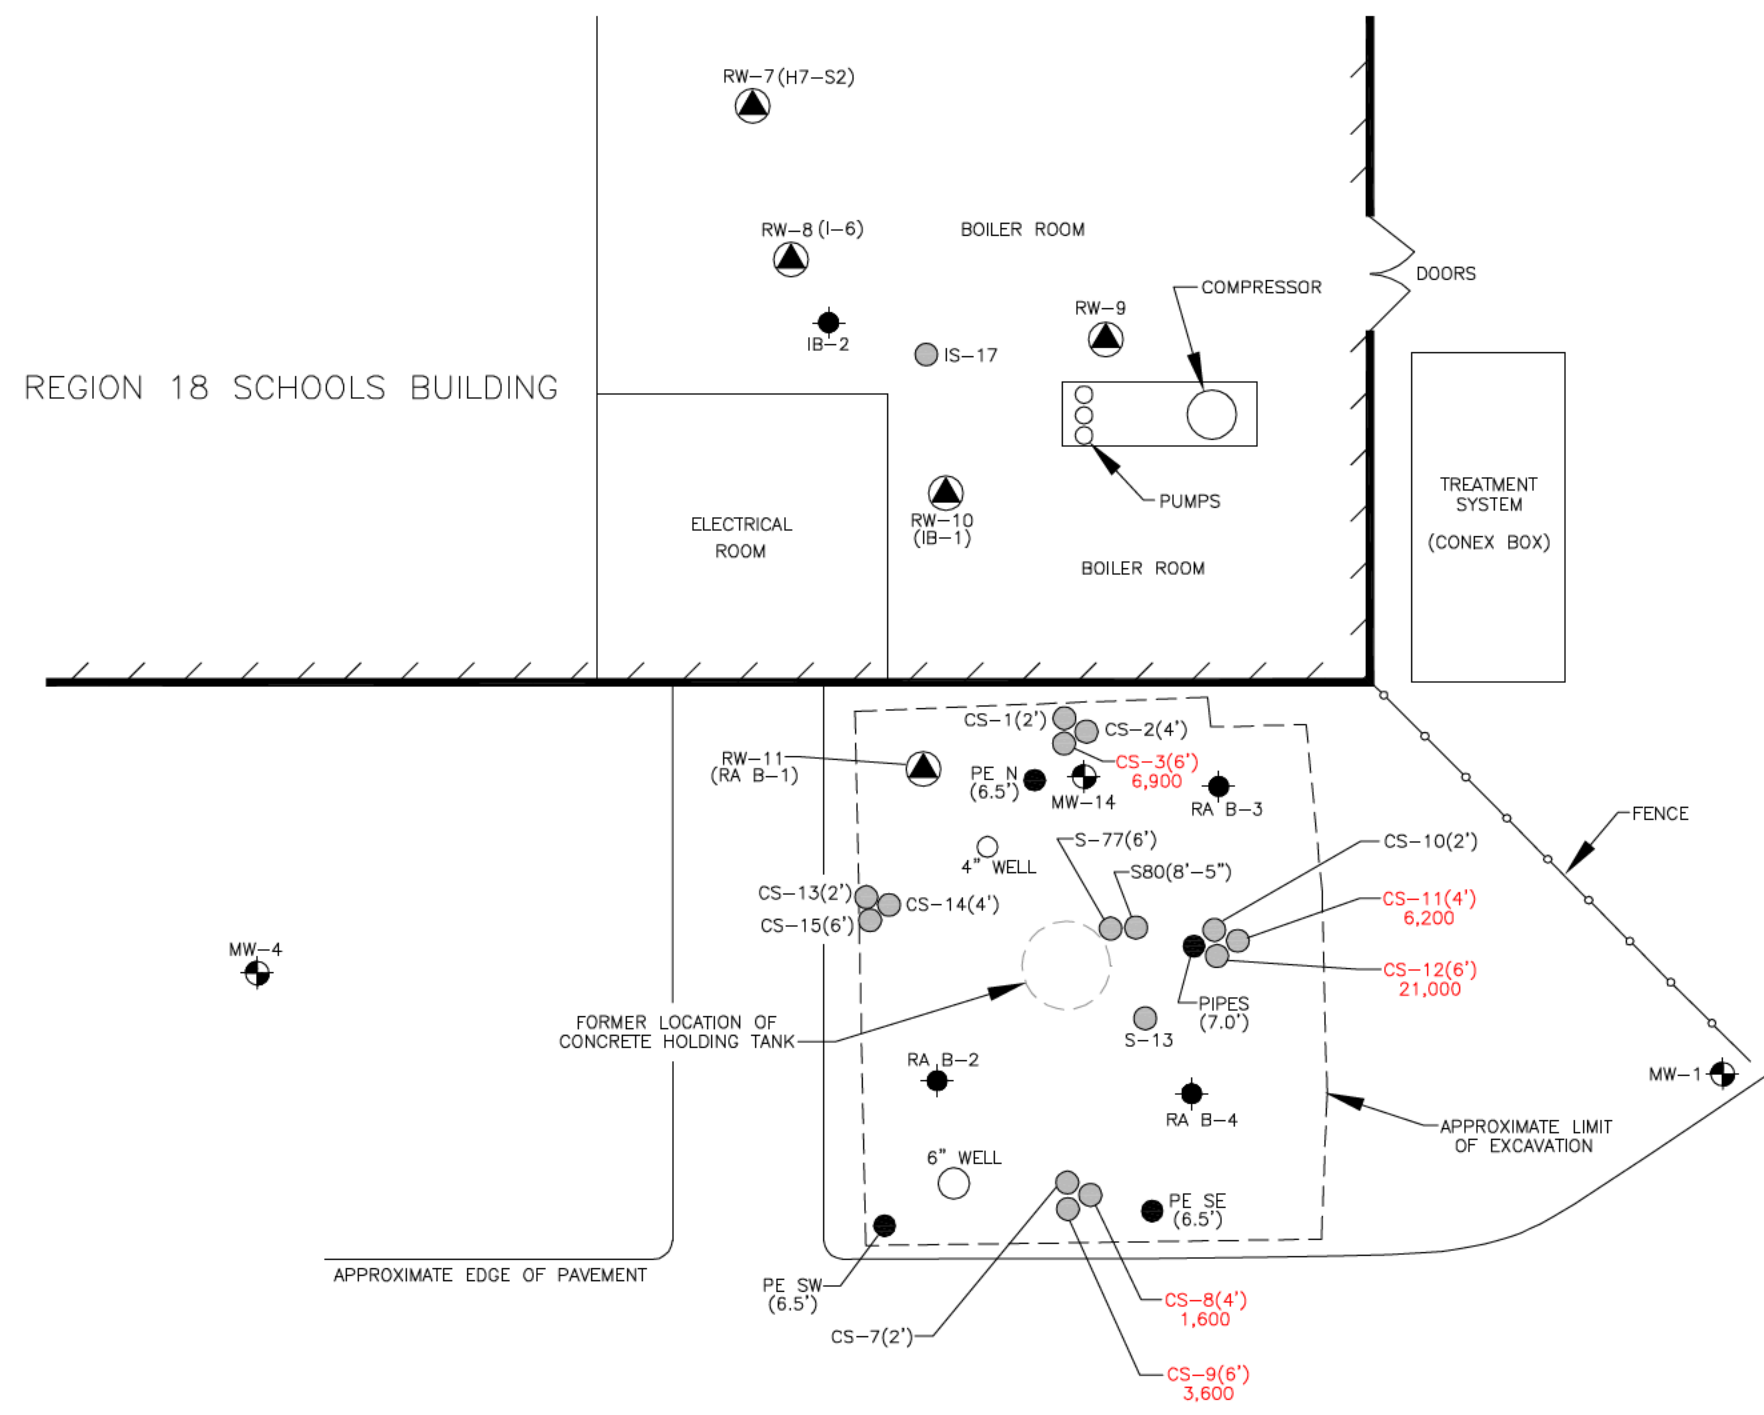 RW-7(H7-S2)
RW-8(I-6)
BOILER ROOM
DOORS
COMPRESSOR
RW-9
IB-2
IS-17
REGION 18 SCHOOLS BUILDING
PUMPS
TREATMENT
SYSTEM
(CONEX BOX)
ELECTRICAL
ROOM
RW-10
(IB-1)
BOILER ROOM
CS-1(2')
CS-2(4')
RW-11
(RA B-1)
PE N
(6.5')
CS-3(6')
6,900
MW-14
RA B-3
FENCE
S-77(6')
CS-10(2')
4" WELL
S80(8'-5")
CS-13(2')
CS-14(4')
CS-15(6')
CS-11(4')
6,200
MW-4
CS-12(6')
21,000
PIPES
(7.0')
FORMER LOCATION OF
CONCRETE HOLDING TANK
S-13
RA B-2
MW-1
RA B-4
APPROXIMATE LIMIT
OF EXCAVATION
6" WELL
PE SE
(6.5')
APPROXIMATE EDGE OF PAVEMENT
PE SW
(6.5')
CS-8(4')
1,600
CS-7(2')
CS-9(6')
3,600